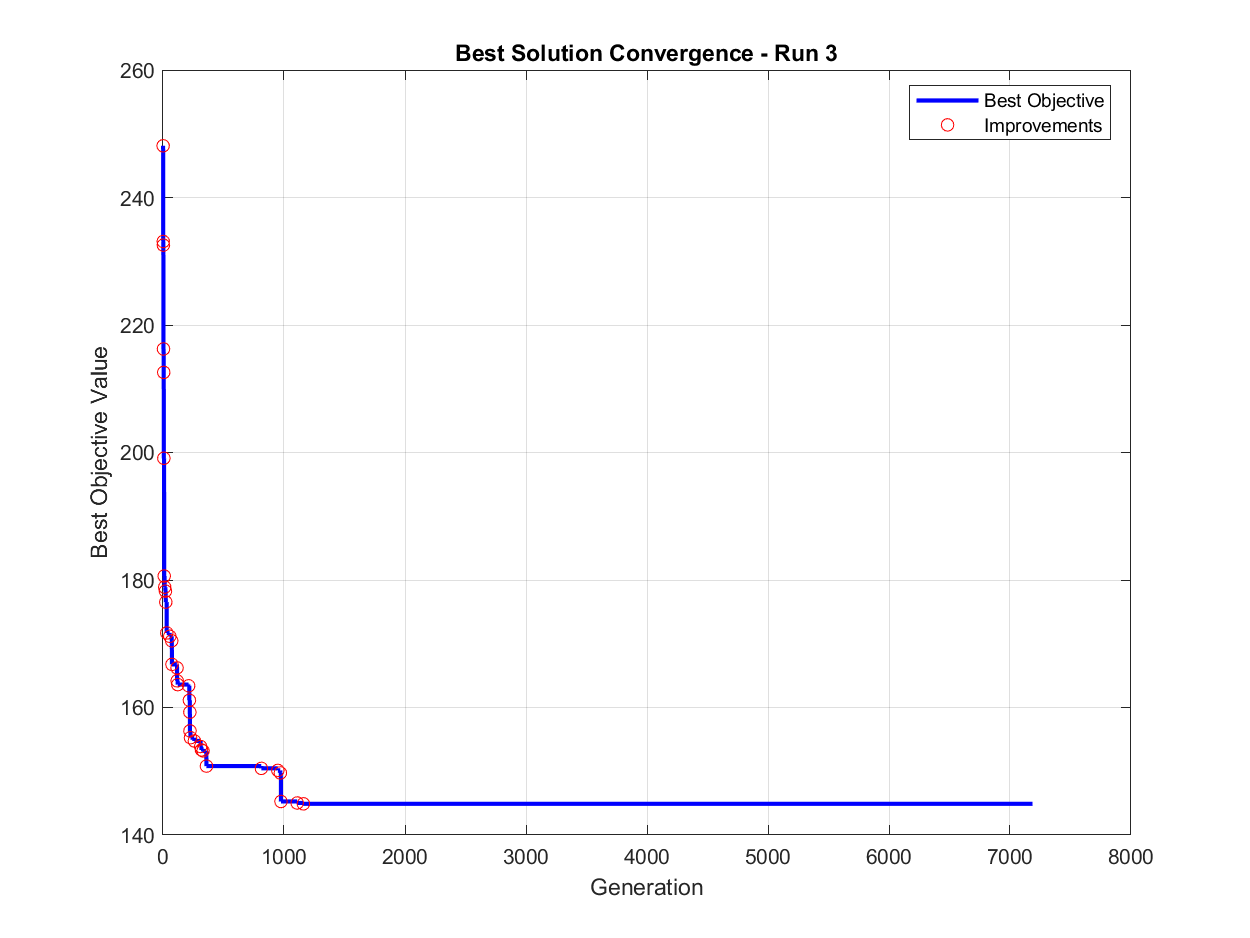 Best Solution Convergence - Run 3
260
240
220
200
180
160
140
Best Objective Value
Best Objective
Improvements
0 1000 2000 3000 4000 5000 6000 7000 8000
Generation